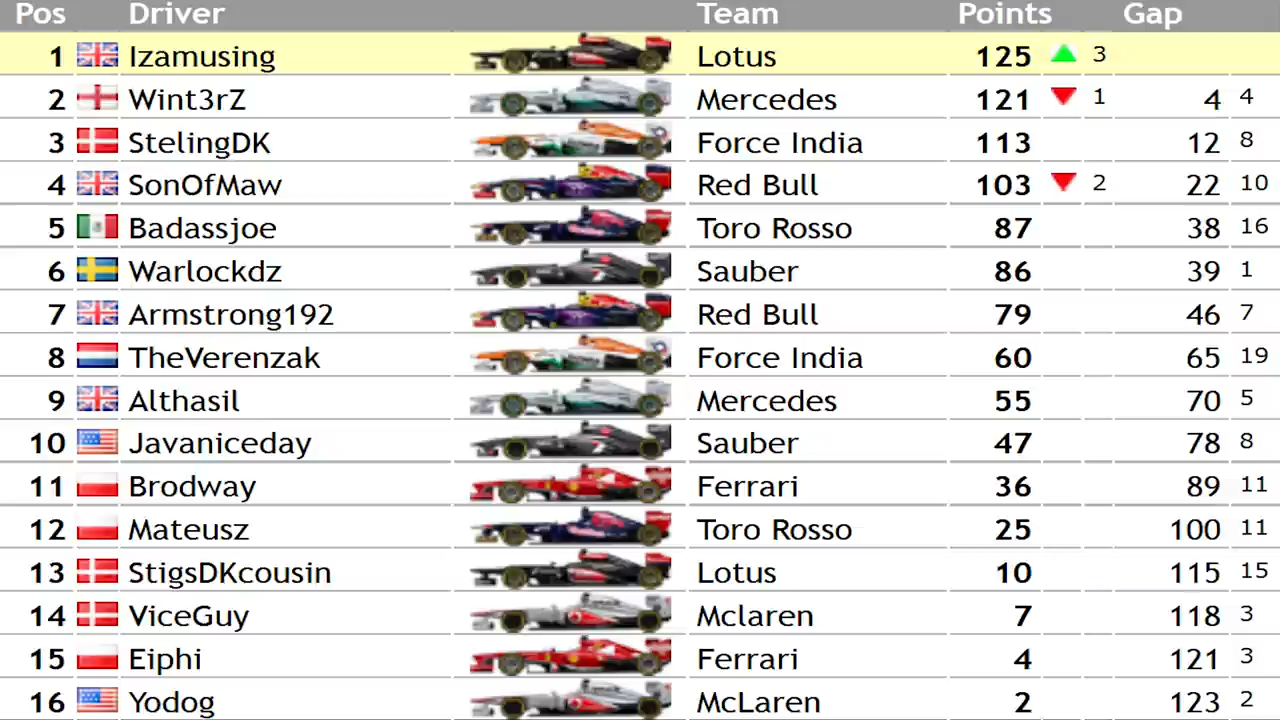 Pos Driver Team Points Gap
1 Izamusing Lotus 125 3
2 Wint3rZ Mercedes 121 1 4 4
3 StelingDK Force India 113 12 8
4 SonOfMaw Red Bull 103 2 22 10
5 Badassjoe Toro Rosso 87 38 16
6 Warlockdz Sauber 86 39 1
7 Armstrong192 Red Bull 79 46 7
8 TheVerenzak Force India 60 65 19
9 Althasil Mercedes 55 70 5
10 Javaniceday Sauber 47 78 8
11 Brodway Ferrari 36 89 11
12 Mateusz Toro Rosso 25 100 11
13 StigsDKcousin Lotus 10 115 15
14 ViceGuy Mclaren 7 118 3
15 Eiphi Ferrari 4 121 3
16 Yodog McLaren 2 123 2